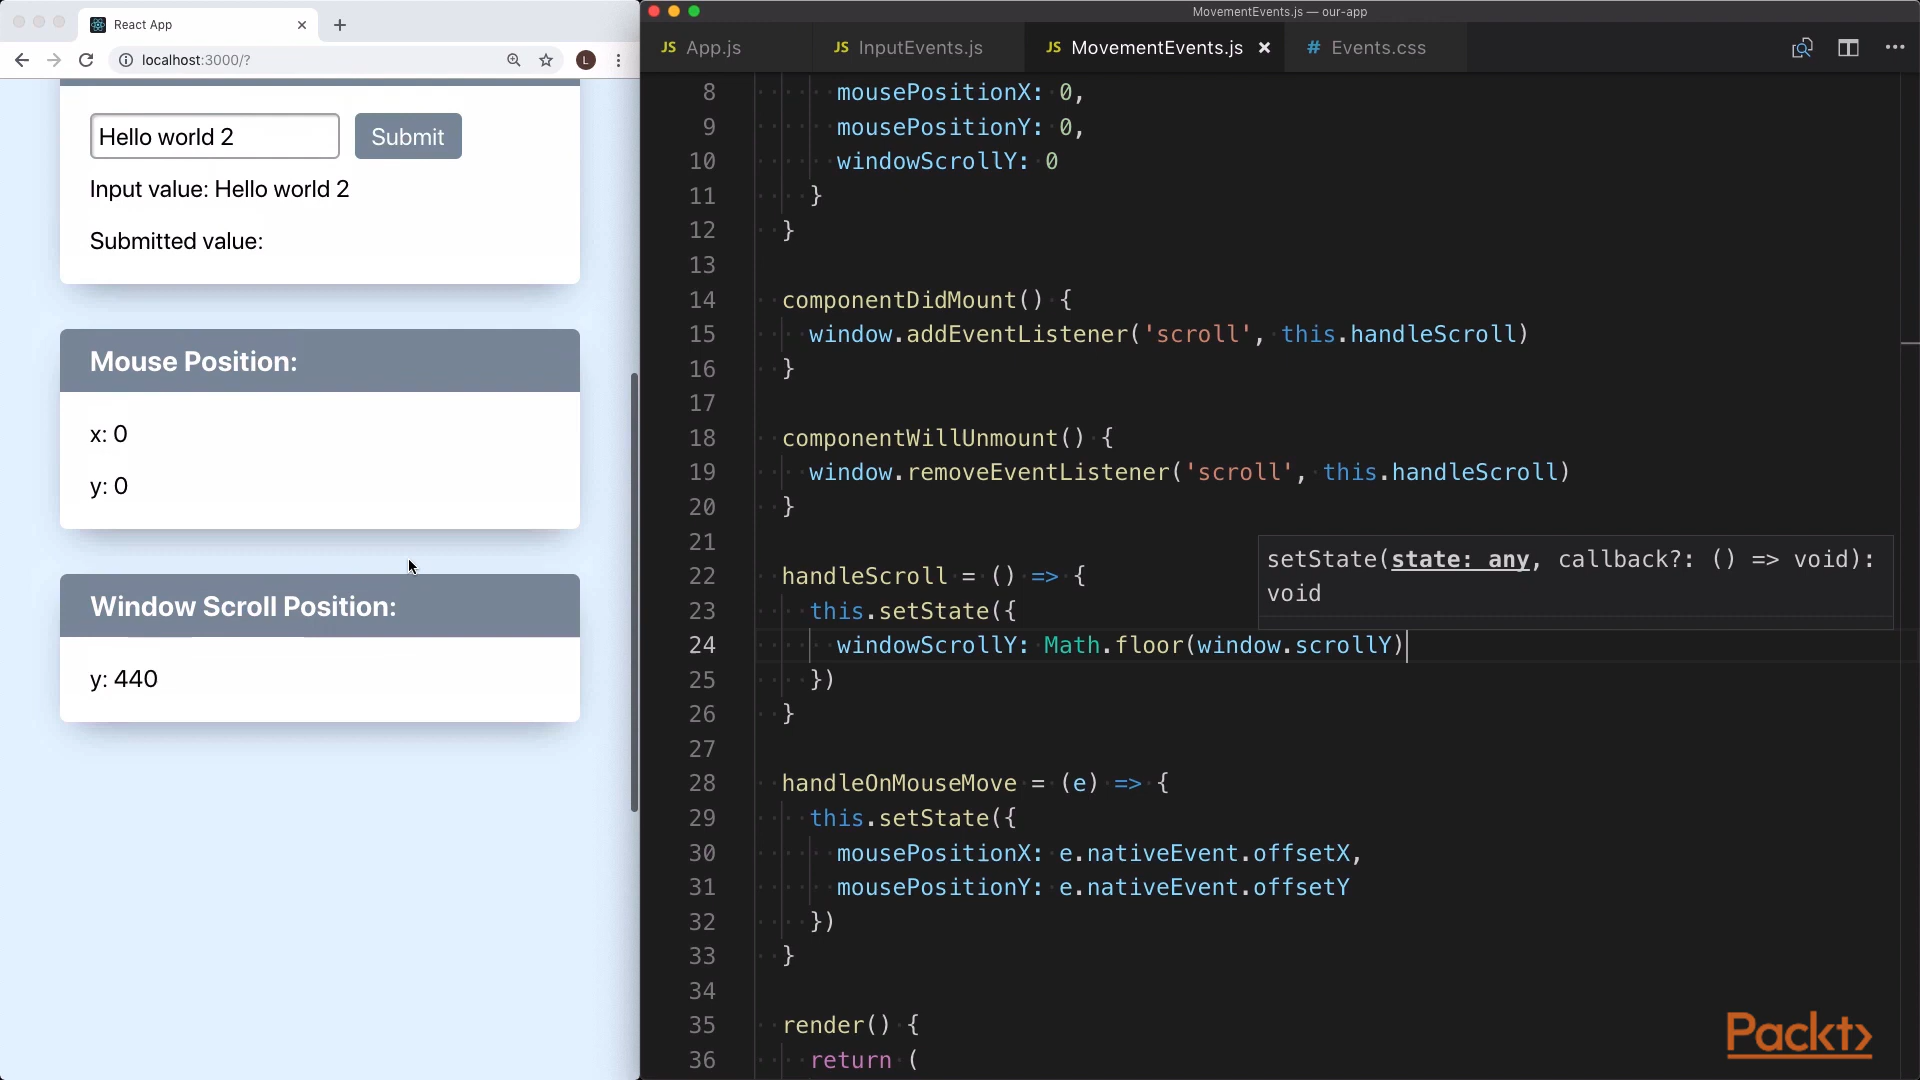 React App
localhost:3000/?
L
Hello world 2
Submit
Input value: Hello world 2
Submitted value:
Mouse Position:
x: 0
y: 0
Window Scroll Position:
y: 440
MovementEvents.js — our-app
JS App.js
JS InputEvents.js
JS MovementEvents.js
# Events.css
8 mousePositionX: 0,
9 mousePositionY: 0,
10 windowScrollY: 0
11 }
12 }
13
14 componentDidMount() {
15 window.addEventListener('scroll', this.handleScroll)
16 }
17
18 componentWillUnmount() {
19 window.removeEventListener('scroll', this.handleScroll)
20 }
21
22 handleScroll = () => {
23 this.setState({
24 windowScrollY: Math.floor(window.scrollY)
25 })
26 }
27
28 handleOnMouseMove = (e) => {
29 this.setState({
30 mousePositionX: e.nativeEvent.offsetX,
31 mousePositionY: e.nativeEvent.offsetY
32 })
33 }
34
35 render() {
36 return (
setState(state: any, callback?: () => void):
void
Packt>